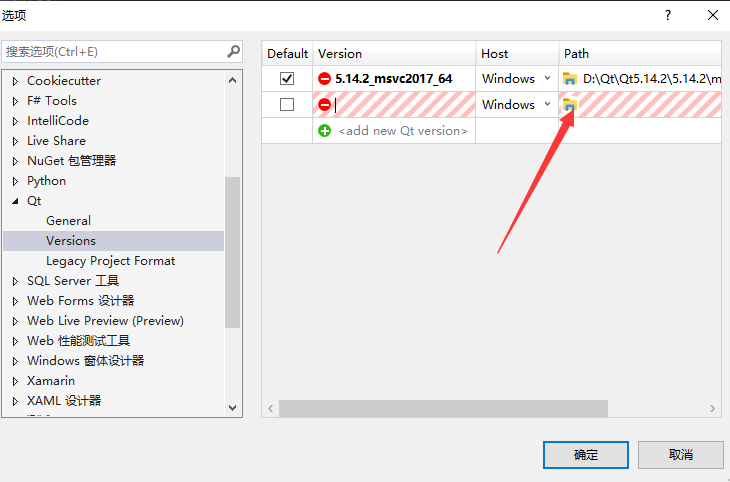 选项
?
搜索选项(Ctrl+E)
Cookiecutter
F# Tools
IntelliCode
Live Share
NuGet 包管理器
Python
Qt
General
Versions
Legacy Project Format
SQL Server 工具
Web Forms 设计器
Web Live Preview (Preview)
Web 性能测试工具
Windows 窗体设计器
Xamarin
XAML 设计器
Default Version Host Path
5.14.2_msvc2017_64 Windows D:\Qt\Qt5.14.2\5.14.2\m
Windows
<add new Qt version>
确定
取消